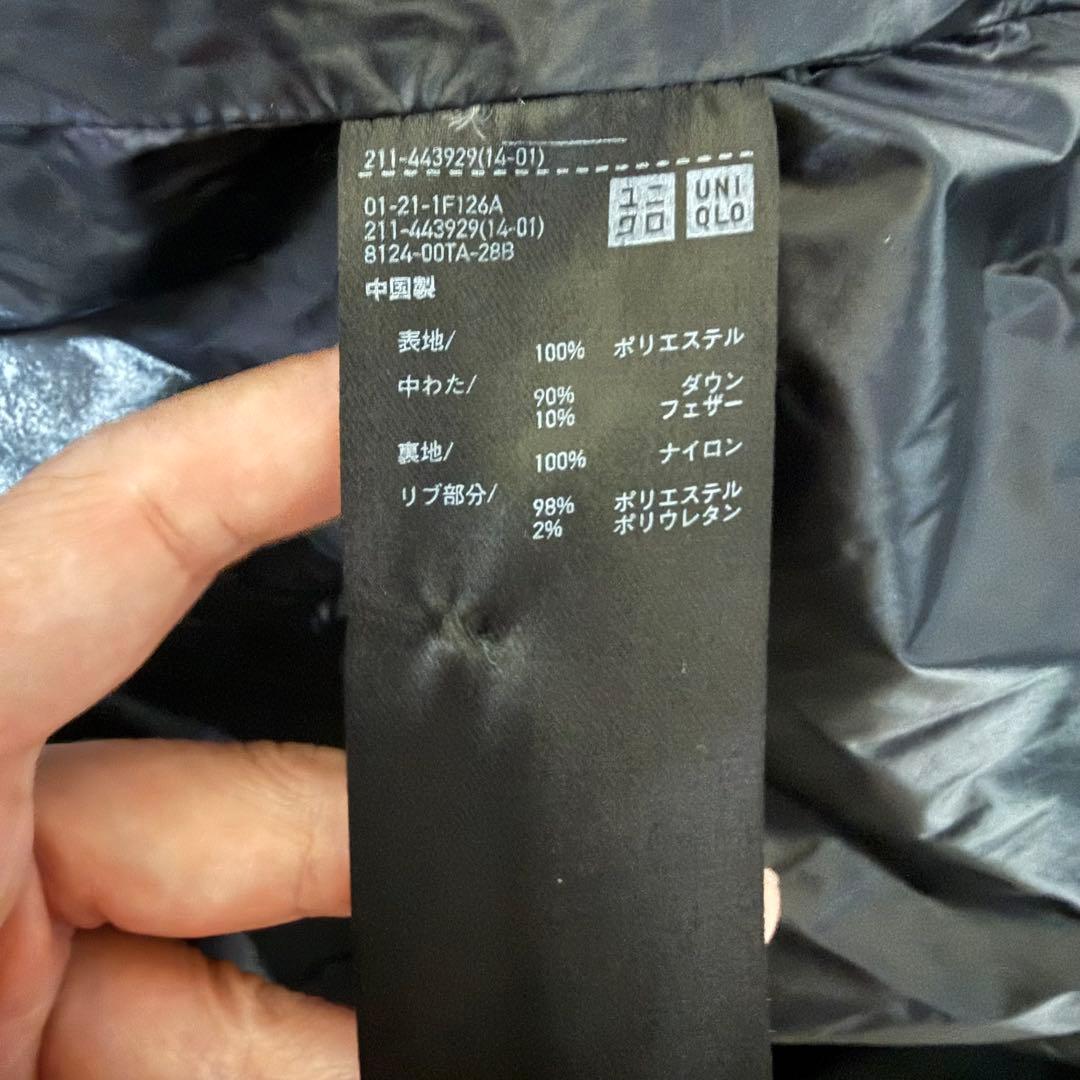 211-443929(14-01)
ユニ
クロ
UNI
QLO
01-21-1F126A
211-443929(14-01)
8124-00TA-28B
中国製
表地/ 100% ポリエステル
中わた/ 90% ダウン
10% フェザー
裏地/ 100% ナイロン
リブ部分/ 98% ポリエステル
2% ポリウレタン